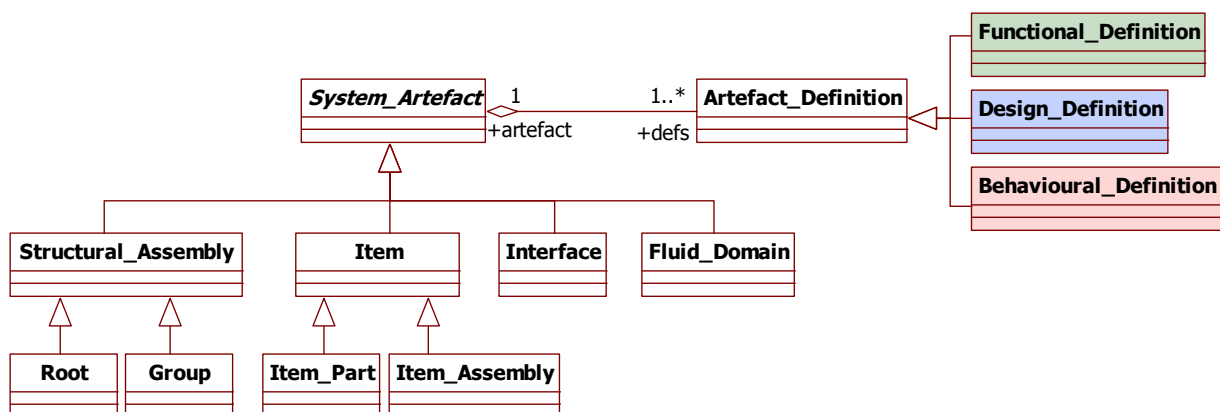 Functional_Definition
System_Artefact
1
1..*
Artefact_Definition
+artefact
+defs
Design_Definition
Behavioural_Definition
Structural_Assembly
Item
Interface
Fluid_Domain
Root
Group
Item_Part
Item_Assembly